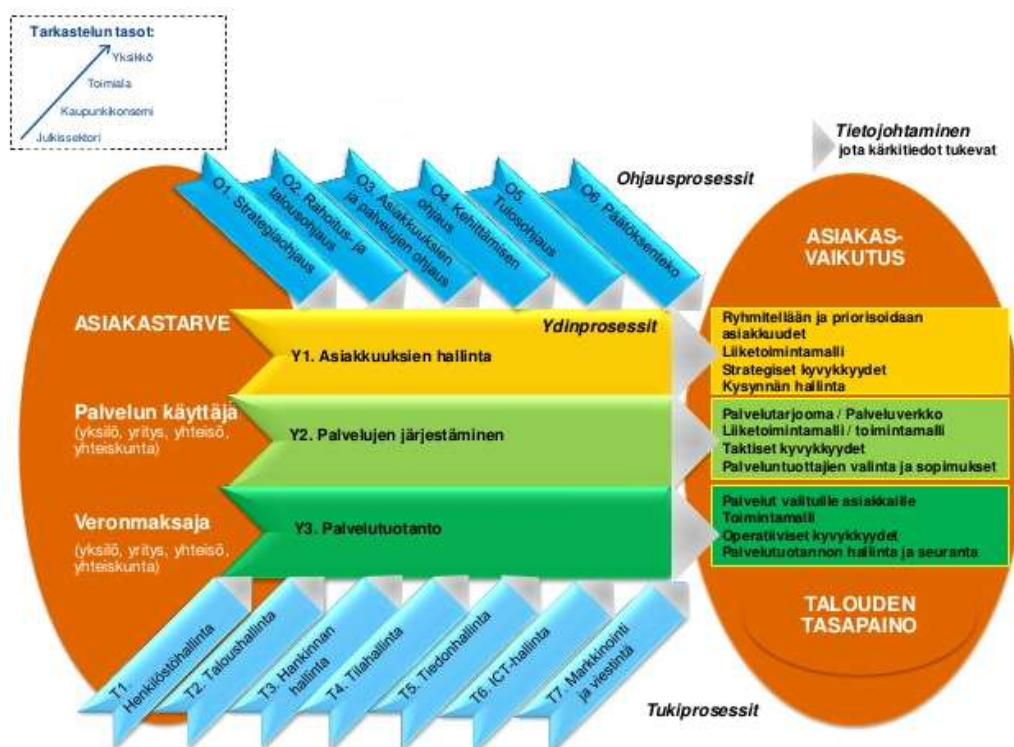 Tarkastelun tasot:
Yksikkö
Toimiala
Kaupunkikonserni
Julkissektori
Tietojohtaminen
jota kärkitiedot tukevat
Ohjausprosessit
O1. Strategiaohjaus
O2. Rahoitus- ja
talousohjaus
O3. Asiakkuuksien
ja palvelujen ohjaus
O4. Kehittämisen
ohjaus
O5.
Tulosohjaus
O6. Päätöksenteko
ASIAKASTARVE
Palvelun käyttäjä
(yksilö, yritys, yhteisö,
yhteiskunta)
Veronmaksaja
(yksilö, yritys, yhteisö,
yhteiskunta)
Ydinprosessit
Y1. Asiakkuuksien hallinta
Y2. Palvelujen järjestäminen
Y3. Palvelutuotanto
ASIAKAS-
VAIKUTUS
Ryhmitellään ja priorisoidaan
asiakkuudet
Liiketoimintamalli
Strategiset kyvykkyydet
Kysynnän hallinta
Palvelutarjooma / Palveluverkko
Liiketoimintamalli / toimintamalli
Taktiset kyvykkyydet
Palveluntuottajien valinta ja sopimukset
Palvelut valituille asiakkaille
Toimintamalli
Operatiiviset kyvykkyydet
Palvelutuotannon hallinta ja seuranta
TALOUDEN
TASAPAINO
T1.
Henkilöstöhallinta
T2. Taloushallinta
T3. Hankinnan
hallinta
T4. Tilahallinta
T5. Tiedonhallinta
T6. ICT-hallinta
T7. Markkinointi
ja viestintä
Tukiprosessit